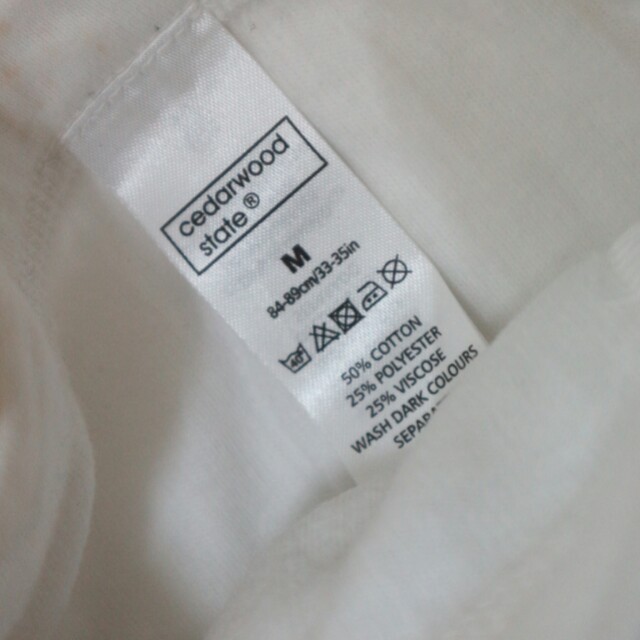 cedarwood
state®
M
84-89cm/33-35in
50% COTTON
25% POLYESTER
25% VISCOSE
WASH DARK COLOURS